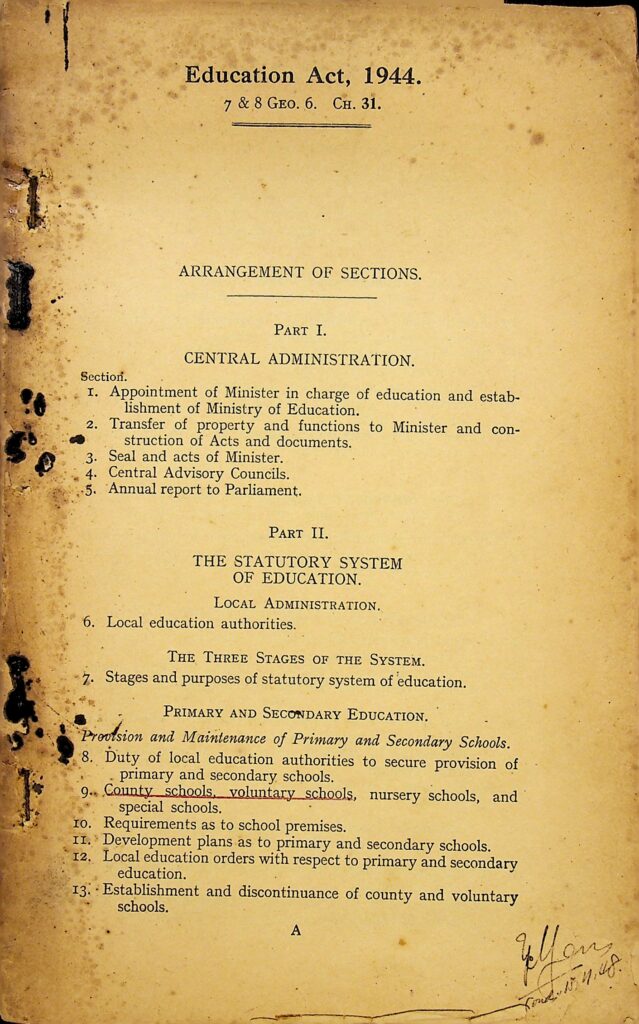 Education Act, 1944.
7 & 8 GEO. 6. CH. 31.
ARRANGEMENT OF SECTIONS.
PART I.
CENTRAL ADMINISTRATION.
Section.
1. Appointment of Minister in charge of education and estab-
lishment of Ministry of Education.
2. Transfer of property and functions to Minister and con-
struction of Acts and documents.
3. Seal and acts of Minister.
4. Central Advisory Councils.
5. Annual report to Parliament.
PART II.
THE STATUTORY SYSTEM
OF EDUCATION.
LOCAL ADMINISTRATION.
6. Local education authorities.
THE THREE STAGES OF THE SYSTEM.
7. Stages and purposes of statutory system of education.
PRIMARY AND SECONDARY EDUCATION.
Provision and Maintenance of Primary and Secondary Schools.
8. Duty of local education authorities to secure provision of
primary and secondary schools.
9. County schools, voluntary schools, nursery schools, and
special schools.
10. Requirements as to school premises.
11. Development plans as to primary and secondary schools.
12. Local education orders with respect to primary and secondary
education.
13. Establishment and discontinuance of county and voluntary
schools.
A